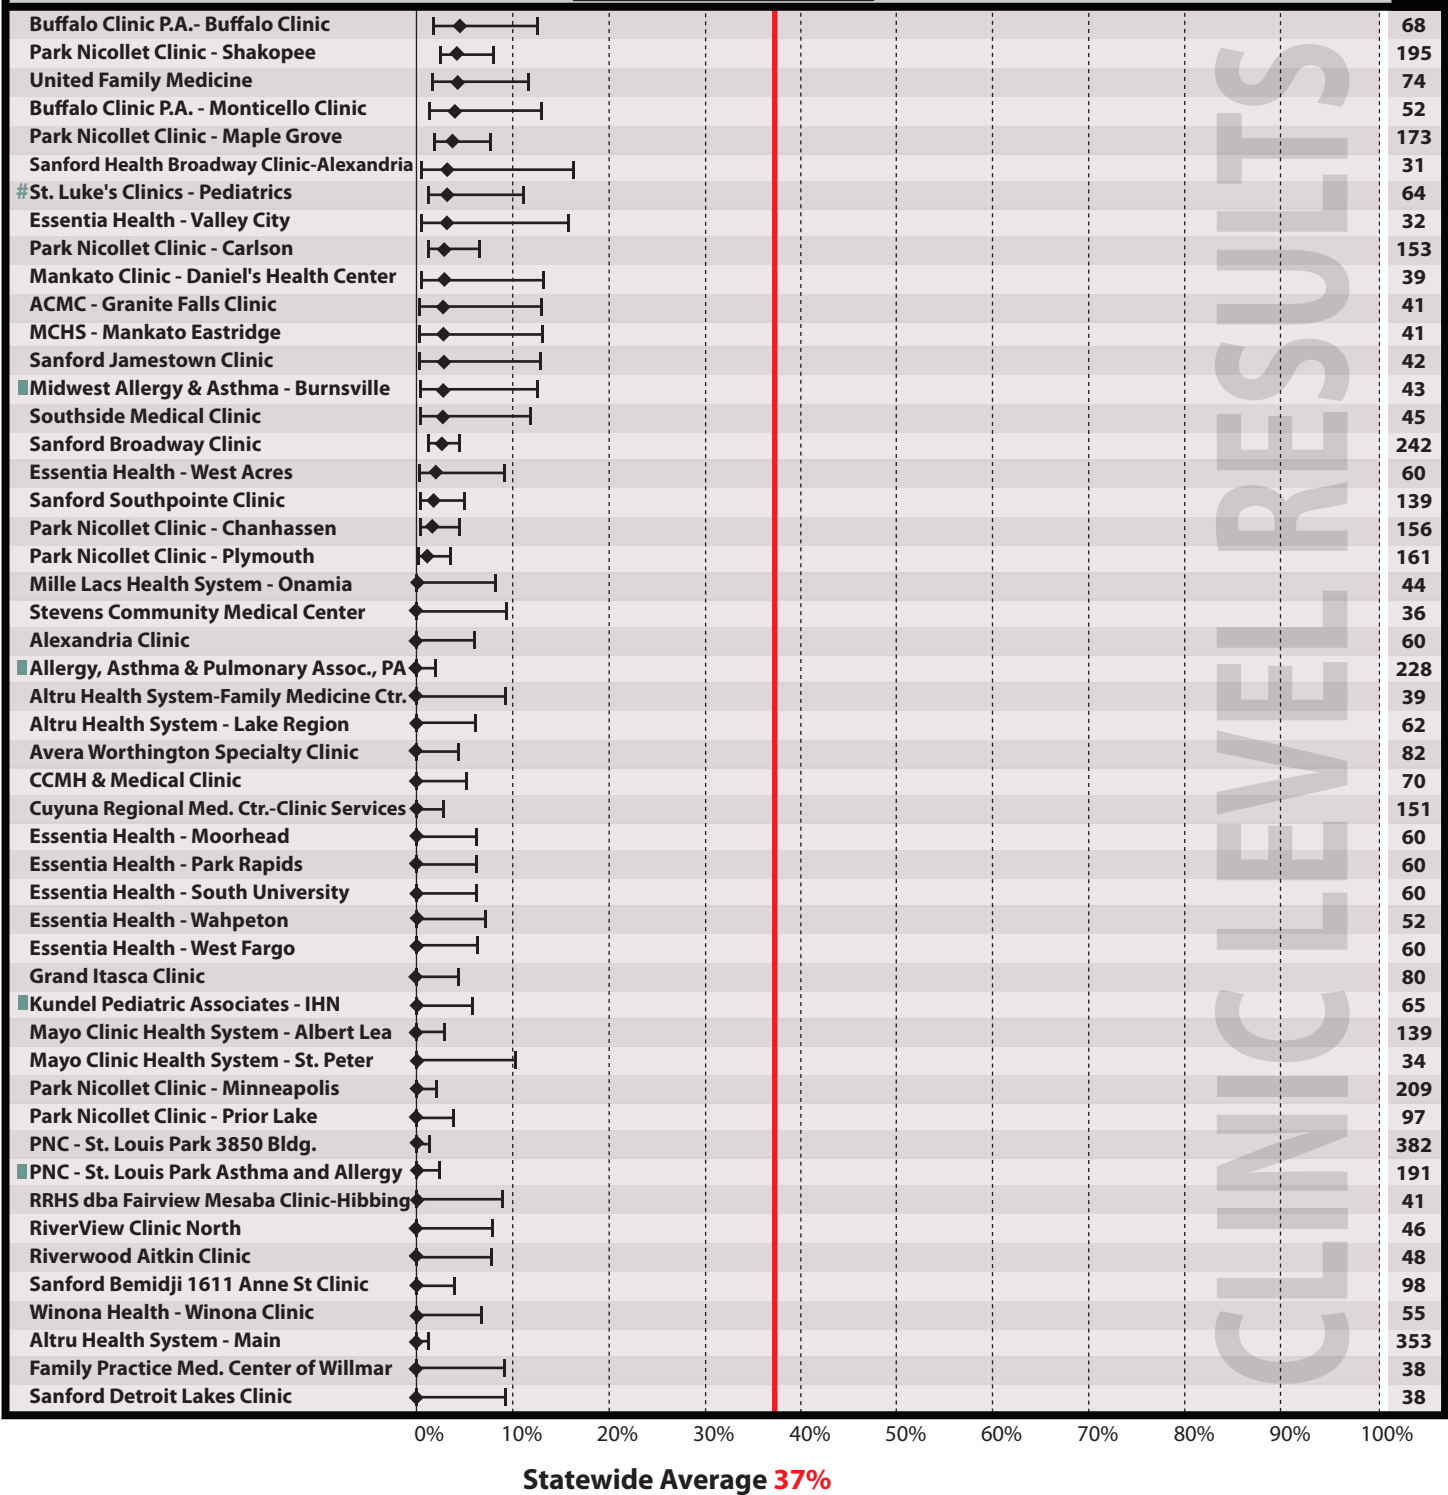 Buffalo Clinic P.A.- Buffalo Clinic 68
Park Nicollet Clinic - Shakopee 195
United Family Medicine 74
Buffalo Clinic P.A. - Monticello Clinic 52
Park Nicollet Clinic - Maple Grove 173
Sanford Health Broadway Clinic-Alexandria 31
#St. Luke's Clinics - Pediatrics 64
Essentia Health - Valley City 32
Park Nicollet Clinic - Carlson 153
Mankato Clinic - Daniel's Health Center 39
ACMC - Granite Falls Clinic 41
MCHS - Mankato Eastridge 41
Sanford Jamestown Clinic 42
Midwest Allergy & Asthma - Burnsville 43
Southside Medical Clinic 45
Sanford Broadway Clinic 242
Essentia Health - West Acres 60
Sanford Southpointe Clinic 139
Park Nicollet Clinic - Chanhassen 156
Park Nicollet Clinic - Plymouth 161
Mille Lacs Health System - Onamia 44
Stevens Community Medical Center 36
Alexandria Clinic 60
Allergy, Asthma & Pulmonary Assoc., PA 228
Altru Health System-Family Medicine Ctr. 39
Altru Health System - Lake Region 62
Avera Worthington Specialty Clinic 82
CCMH & Medical Clinic 70
Cuyuna Regional Med. Ctr.-Clinic Services 151
Essentia Health - Moorhead 60
Essentia Health - Park Rapids 60
Essentia Health - South University 60
Essentia Health - Wahpeton 52
Essentia Health - West Fargo 60
Grand Itasca Clinic 80
Kundel Pediatric Associates - IHN 65
Mayo Clinic Health System - Albert Lea 139
Mayo Clinic Health System - St. Peter 34
Park Nicollet Clinic - Minneapolis 209
Park Nicollet Clinic - Prior Lake 97
PNC - St. Louis Park 3850 Bldg. 382
PNC - St. Louis Park Asthma and Allergy 191
RRHS dba Fairview Mesaba Clinic-Hibbing 41
RiverView Clinic North 46
Riverwood Aitkin Clinic 48
Sanford Bemidji 1611 Anne St Clinic 98
Winona Health - Winona Clinic 55
Altru Health System - Main 353
Family Practice Med. Center of Willmar 38
Sanford Detroit Lakes Clinic 38
CLINIC LEVEL RESULTS
0% 10% 20% 30% 40% 50% 60% 70% 80% 90% 100%
Statewide Average 37%